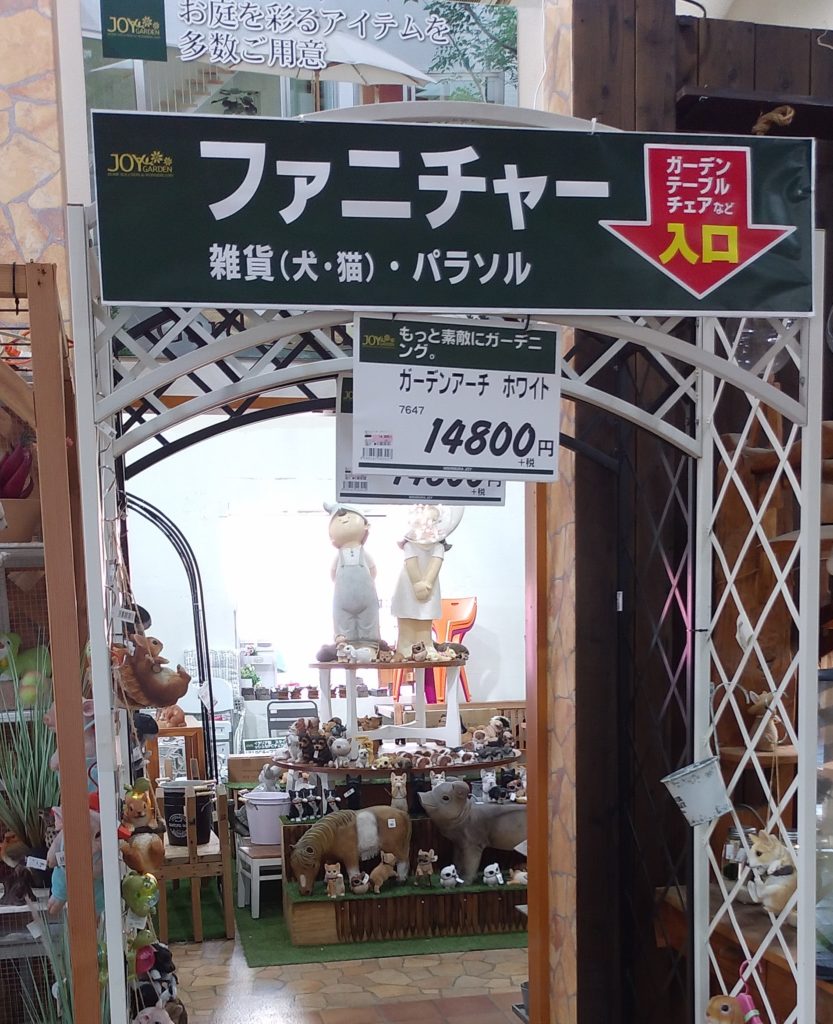 JOY GARDEN
お庭を彩るアイテムを
多数ご用意
JOY GARDEN
ファニチャー
雑貨(犬・猫)・パラソル
ガーデン
テーブル
チェアなど
入口
JOY
もっと素敵にガーデニ
ング。
ガーデンアーチ ホワイト
7647
14800円
+税
+税